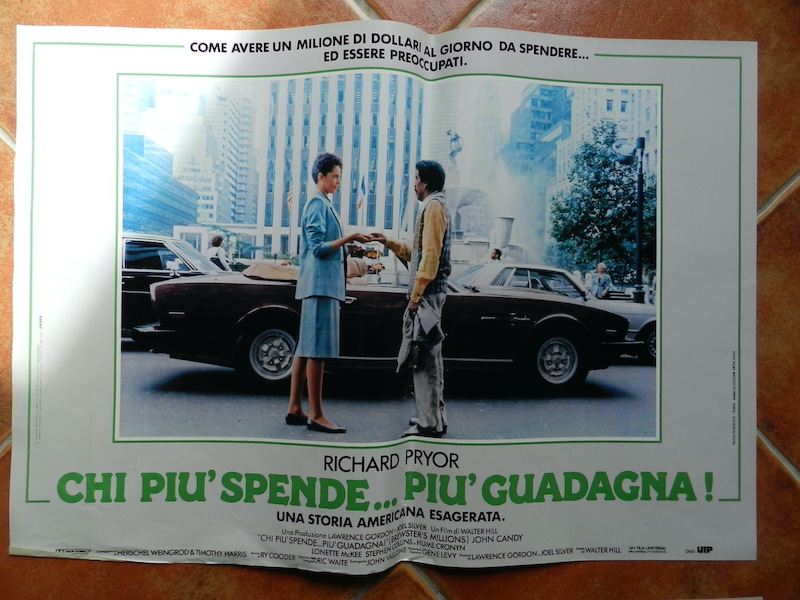 COME AVERE UN MILIONE DI DOLLARI AL GIORNO DA SPENDERE...
ED ESSERE PREOCCUPATI.
RICHARD PRYOR
CHI PIU' SPENDE... PIU' GUADAGNA!
UNA STORIA AMERICANA ESAGERATA.
Una Produzione LAWRENCE GORDON - JOEL SILVER Un Film di WALTER HILL
"CHI PIU' SPENDE...PIU' GUADAGNA!" (BREWSTER'S MILLIONS) JOHN CANDY
LONETTE McKEE STEPHEN COLLINS - HUME CRONYN
HERSCHEL WEINGROD & TIMOTHY HARRIS RY COODER GENE LEVY LAWRENCE GORDON - JOEL SILVER WALTER HILL UN FILM UNIVERSAL UIP
RIC WAITE JOHN VALLONE